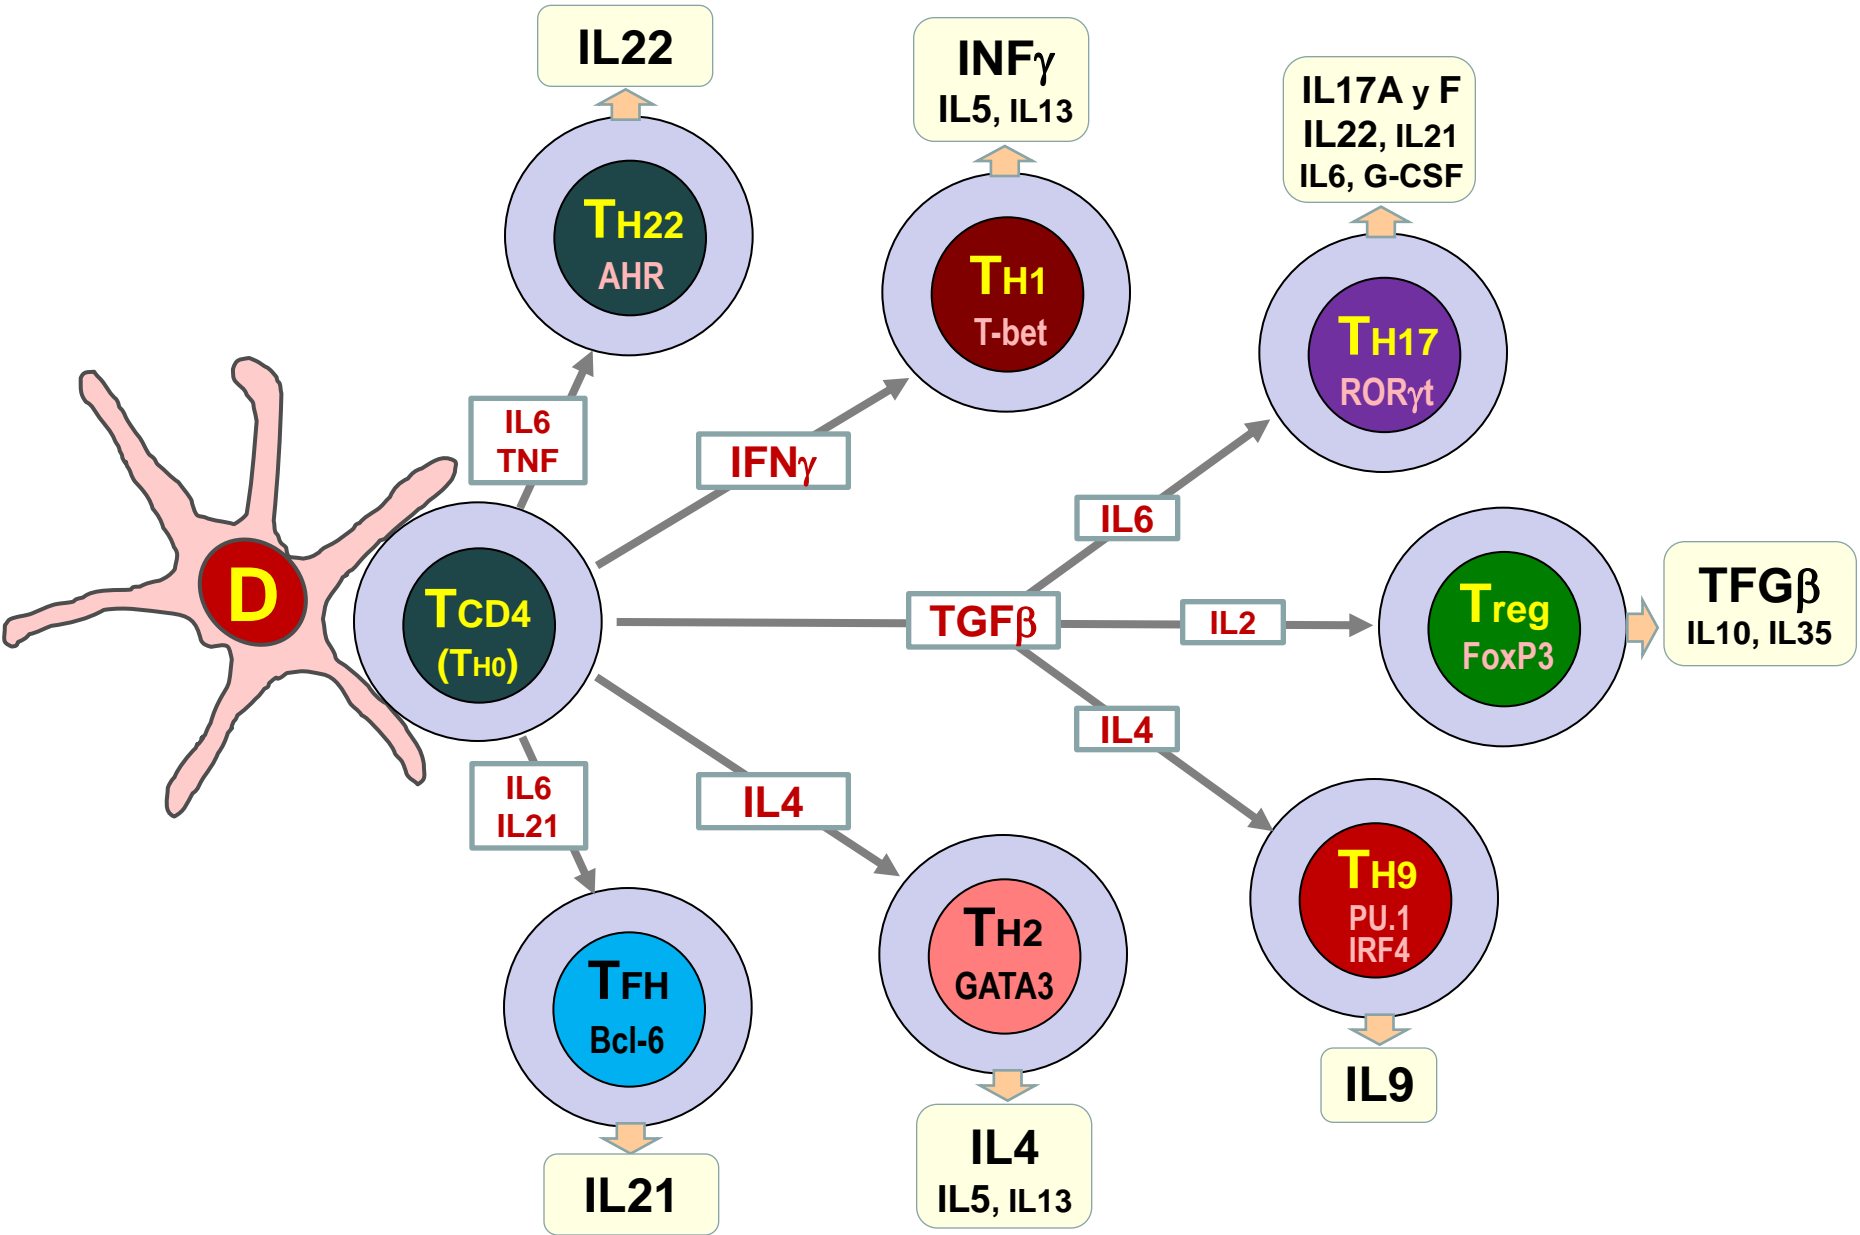 IL22
TH22
AHR
IL6
TNF
INFγ
IL5, IL13
TH1
T-bet
IFNγ
IL17A y F
IL22, IL21
IL6, G-CSF
TH17
RORγt
IL6
D
TCD4
(TH0)
TGFβ
IL2
Treg
FoxP3
TFGβ
IL10, IL35
IL4
TH9
PU.1
IRF4
IL9
IL4
TH2
GATA3
IL4
IL5, IL13
IL6
IL21
TFH
Bcl-6
IL21